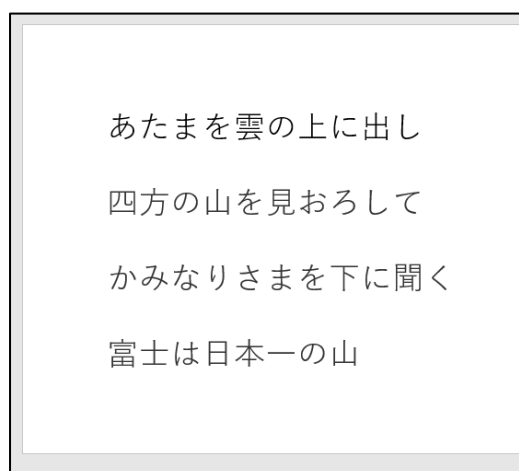 あたまを雲の上に出し
四方の山を見おろして
かみなりさまを下に聞く
富士は日本一の山